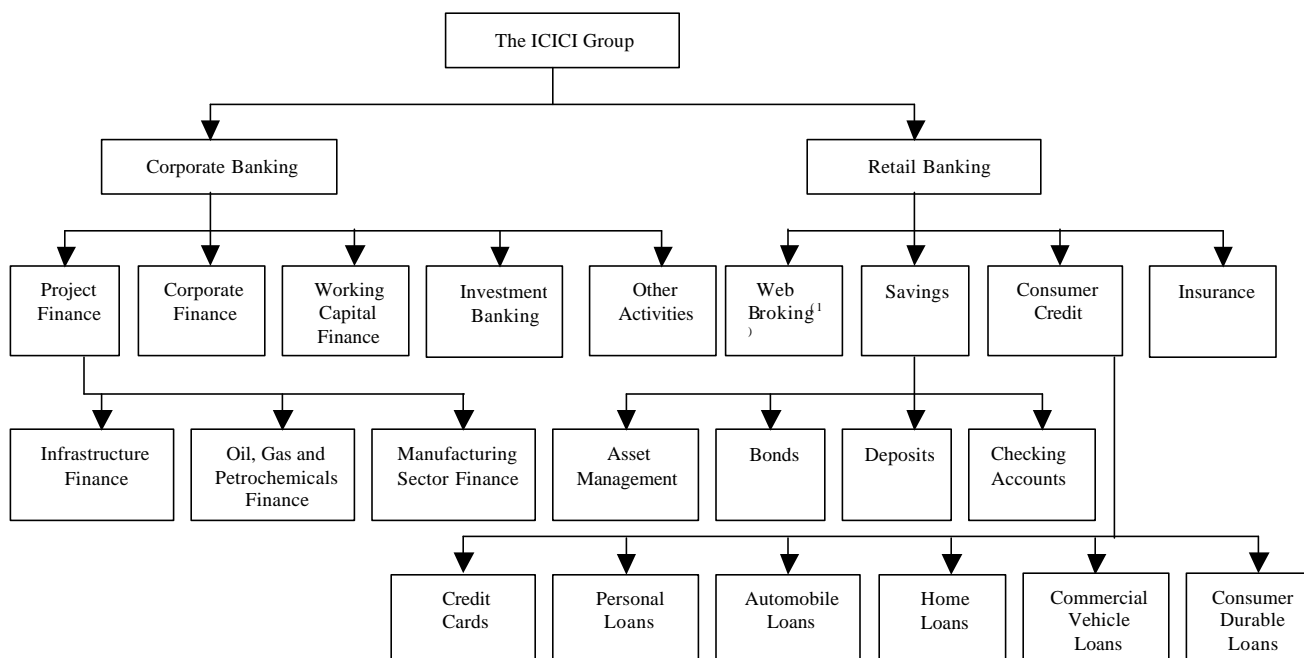 The ICICI Group
Corporate Banking
Retail Banking
Project
Finance
Corporate
Finance
Working
Capital
Finance
Investment
Banking
Other
Activities
Web
Broking(1
)
Savings
Consumer
Credit
Insurance
Infrastructure
Finance
Oil, Gas and
Petrochemicals
Finance
Manufacturing
Sector Finance
Asset
Management
Bonds
Deposits
Checking
Accounts
Credit
Cards
Personal
Loans
Automobile
Loans
Home
Loans
Commercial
Vehicle
Loans
Consumer
Durable
Loans